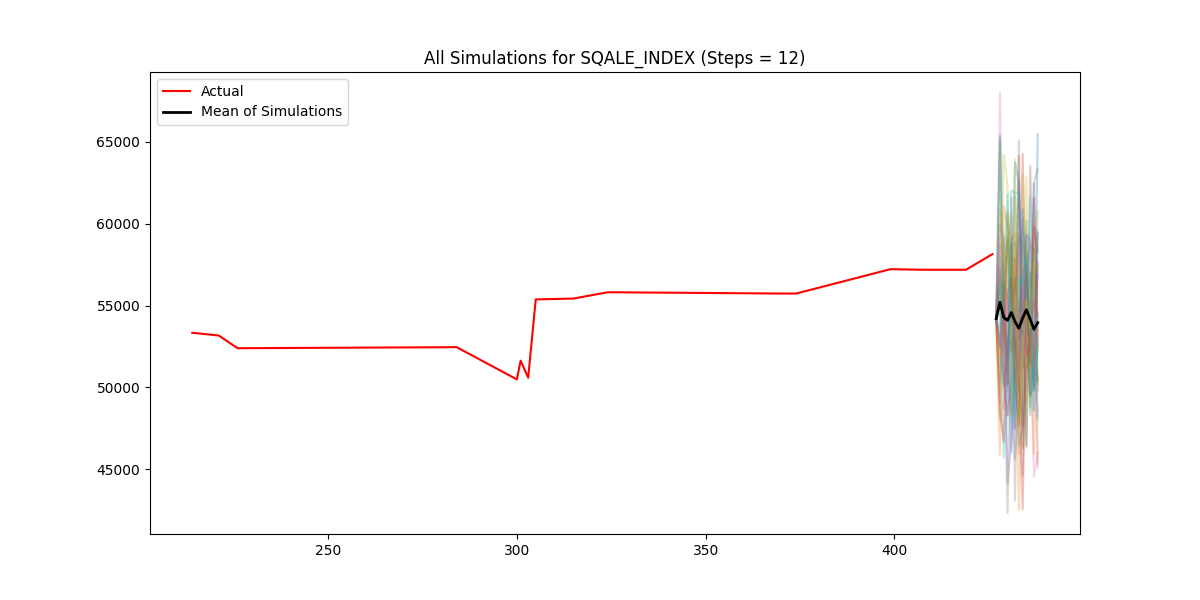 All Simulations for SQALE_INDEX (Steps = 12)
Actual
Mean of Simulations
65000
60000
55000
50000
45000
250 300 350 400